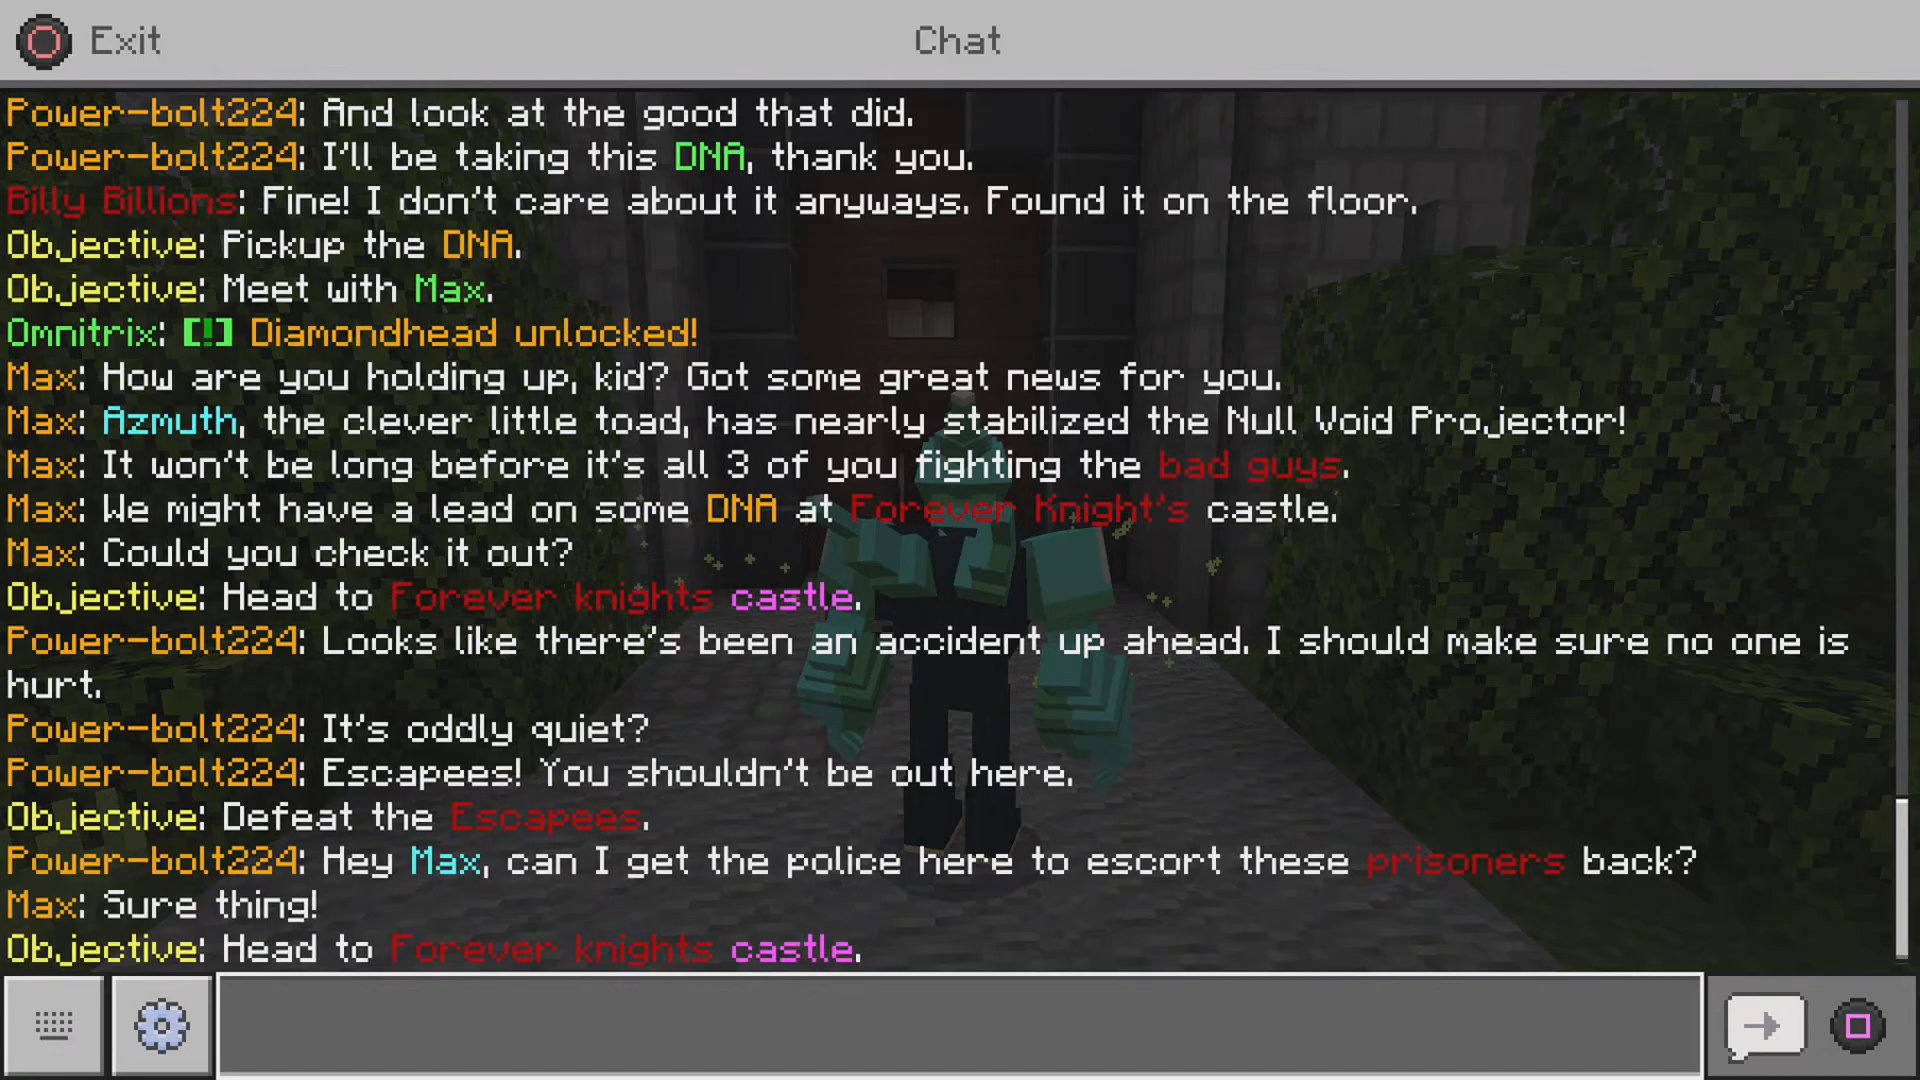 Exit
Chat
Power-bolt224: And look at the good that did.
Power-bolt224: I'll be taking this DNA, thank you.
Billy Billions: Fine! I don't care about it anyways. Found it on the floor.
Objective: Pickup the DNA.
Objective: Meet with Max.
Omnitrix: [!] Diamondhead unlocked!
Max: How are you holding up, kid? Got some great news for you.
Max: Azmuth, the clever little toad, has nearly stabilized the Null Void Projector!
Max: It won't be long before it's all 3 of you fighting the bad guys.
Max: We might have a lead on some DNA at Forever Knight's castle.
Max: Could you check it out?
Objective: Head to Forever knights castle.
Power-bolt224: Looks like there's been an accident up ahead. I should make sure no one is
hurt.
Power-bolt224: It's oddly quiet?
Power-bolt224: Escapees! You shouldn't be out here.
Objective: Defeat the Escapees.
Power-bolt224: Hey Max, can I get the police here to escort these prisoners back?
Max: Sure thing!
Objective: Head to Forever knights castle.